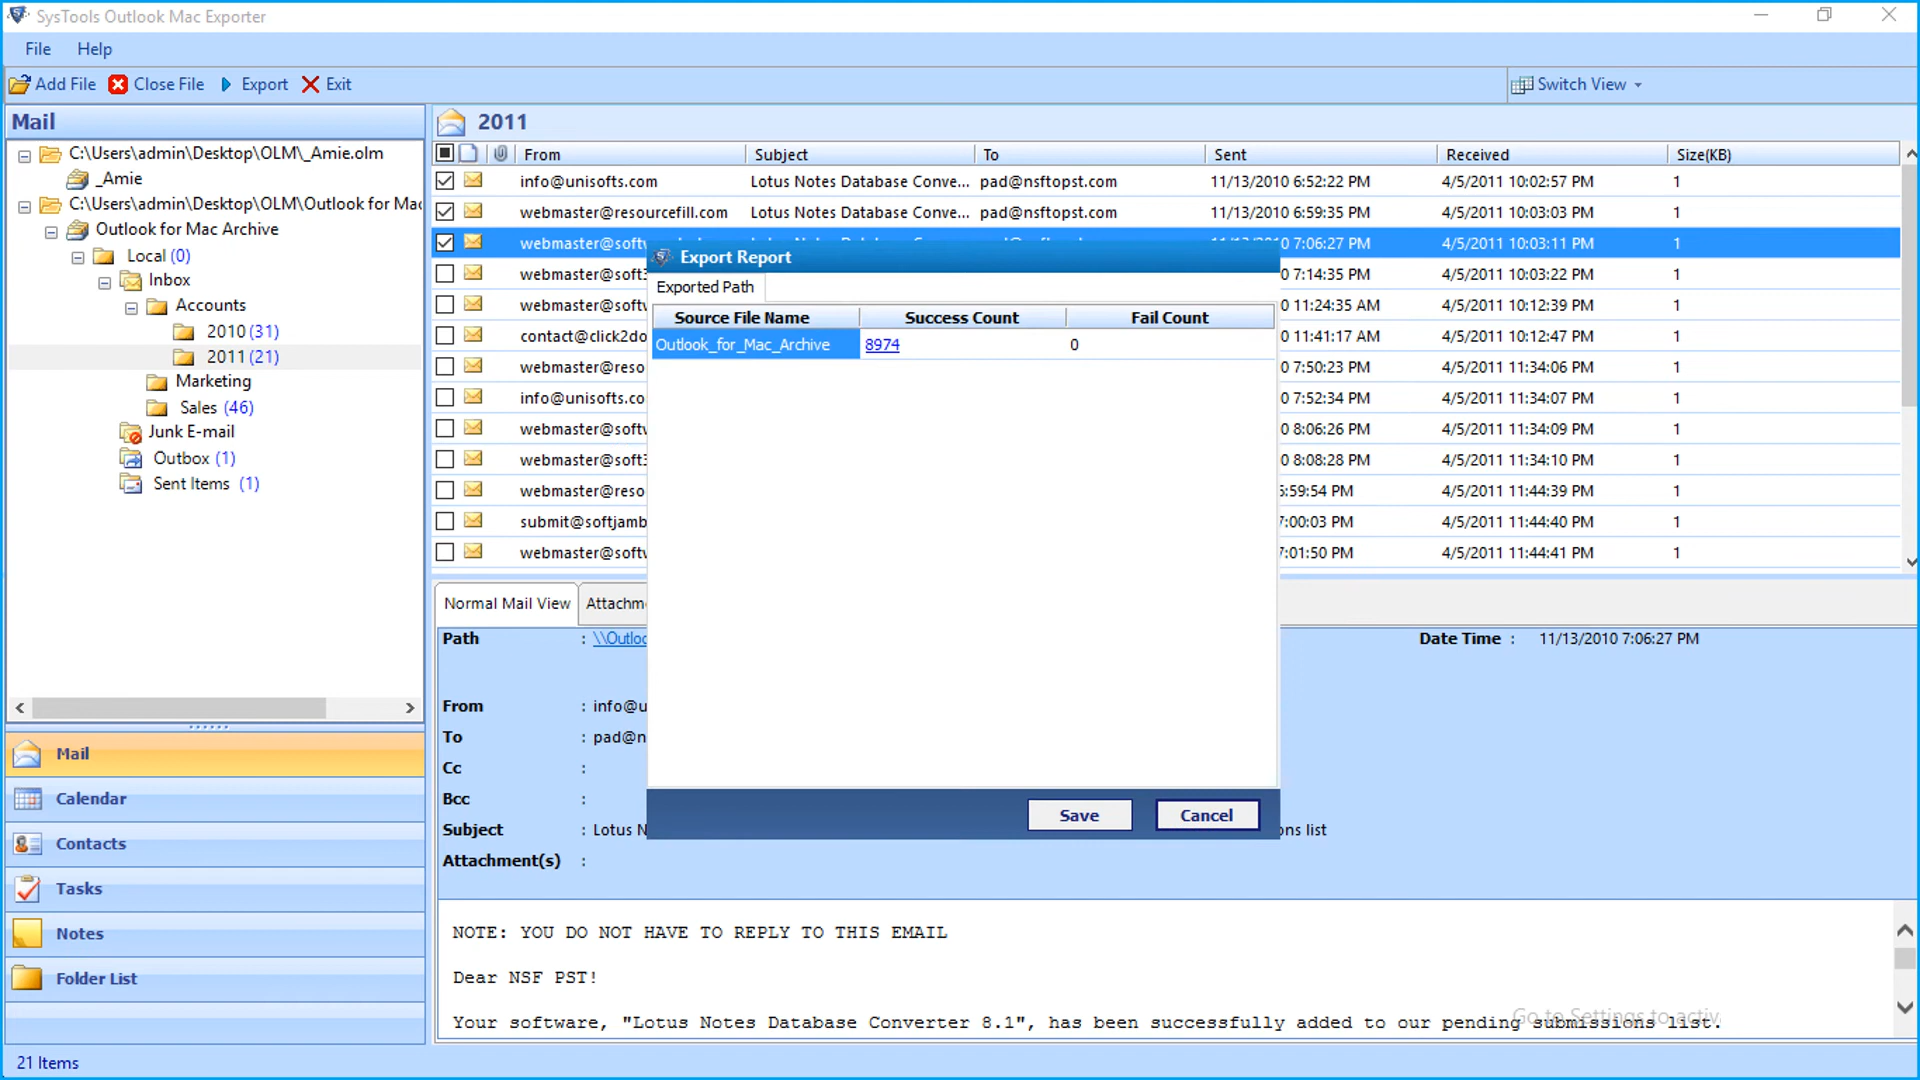 SysTools Outlook Mac Exporter
File Help
Add File Close File Export Exit Switch View
Mail
C:\Users\admin\Desktop\OLM\_Amie.olm
_Amie
C:\Users\admin\Desktop\OLM\Outlook for Mac
Outlook for Mac Archive
Local (0)
Inbox
Accounts
2010 (31)
2011 (21)
Marketing
Sales (46)
Junk E-mail
Outbox (1)
Sent Items (1)
Mail
Calendar
Contacts
Tasks
Notes
Folder List
21 Items
2011
From Subject To Sent Received Size(KB)
info@unisofts.com Lotus Notes Database Conve... pad@nsftopst.com 11/13/2010 6:52:22 PM 4/5/2011 10:02:57 PM 1
webmaster@resourcefill.com Lotus Notes Database Conve... pad@nsftopst.com 11/13/2010 6:59:35 PM 4/5/2011 10:03:03 PM 1
webmaster@softw 0 7:06:27 PM 4/5/2011 10:03:11 PM 1
webmaster@soft3 0 7:14:35 PM 4/5/2011 10:03:22 PM 1
webmaster@softw 0 11:24:35 AM 4/5/2011 10:12:39 PM 1
contact@click2do 0 11:41:17 AM 4/5/2011 10:12:47 PM 1
webmaster@reso 0 7:50:23 PM 4/5/2011 11:34:06 PM 1
info@unisofts.co 0 7:52:34 PM 4/5/2011 11:34:07 PM 1
webmaster@softw 0 8:06:26 PM 4/5/2011 11:34:09 PM 1
webmaster@soft3 0 8:08:28 PM 4/5/2011 11:34:10 PM 1
webmaster@reso 5:59:54 PM 4/5/2011 11:44:39 PM 1
submit@softjamb 7:00:03 PM 4/5/2011 11:44:40 PM 1
webmaster@softw 7:01:50 PM 4/5/2011 11:44:41 PM 1
Export Report
Exported Path
Source File Name Success Count Fail Count
Outlook_for_Mac_Archive 8974 0
Save Cancel
Normal Mail View Attachm
Path : \\Outloo Date Time : 11/13/2010 7:06:27 PM
From : info@u
To : pad@n
Cc :
Bcc :
Subject : Lotus N ons list
Attachment(s) :
NOTE: YOU DO NOT HAVE TO REPLY TO THIS EMAIL
Dear NSF PST!
Your software, "Lotus Notes Database Converter 8.1", has been successfully added to our pending submissions list.
Go to Settings to activ